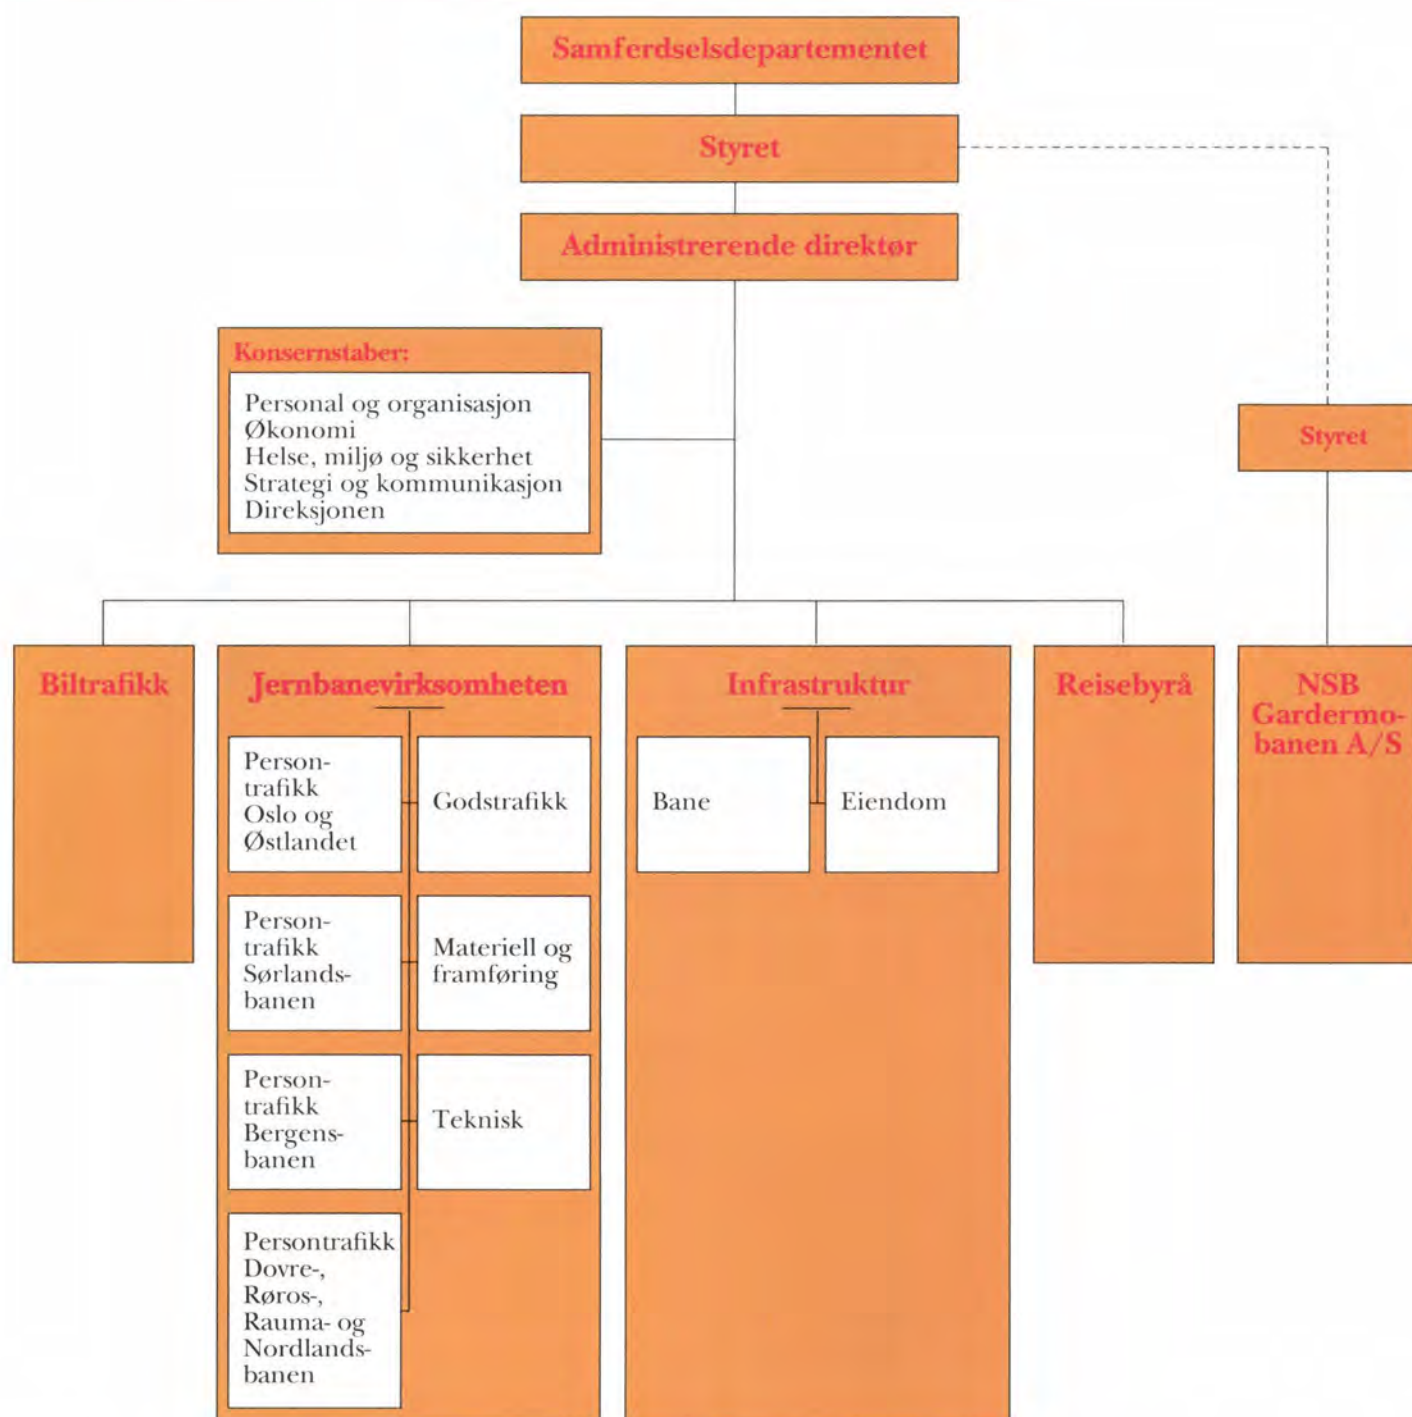 Samferdselsdepartementet
Styret
Administrerende direktør
Konsernstaber:
Personal og organisasjon
Økonomi
Helse, miljø og sikkerhet
Strategi og kommunikasjon
Direksjonen
Styret
Biltrafikk
Jernbanevirksomheten
Person-
trafikk
Oslo og
Østlandet
Godstrafikk
Person-
trafikk
Sørlands-
banen
Materiell og
framføring
Person-
trafikk
Bergens-
banen
Teknisk
Persontrafikk
Dovre-,
Røros-,
Rauma- og
Nordlands-
banen
Infrastruktur
Bane
Eiendom
Reisebyrå
NSB
Gardermo-
banen A/S